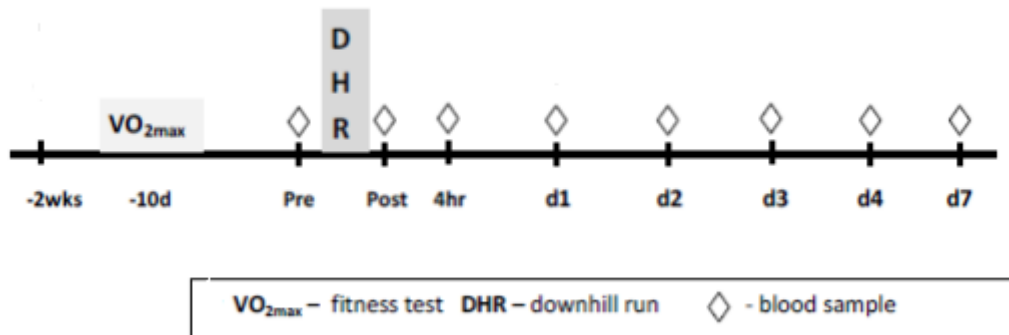 D
H
R
VO2max
-2wks -10d Pre Post 4hr d1 d2 d3 d4 d7
VO2max – fitness test DHR – downhill run ◇ - blood sample